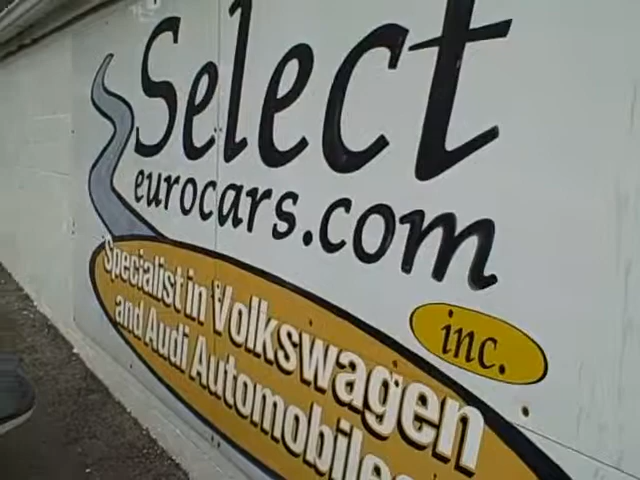 Select
eurocars.com
inc.
Specialist in Volkswagen
and Audi Automobiles